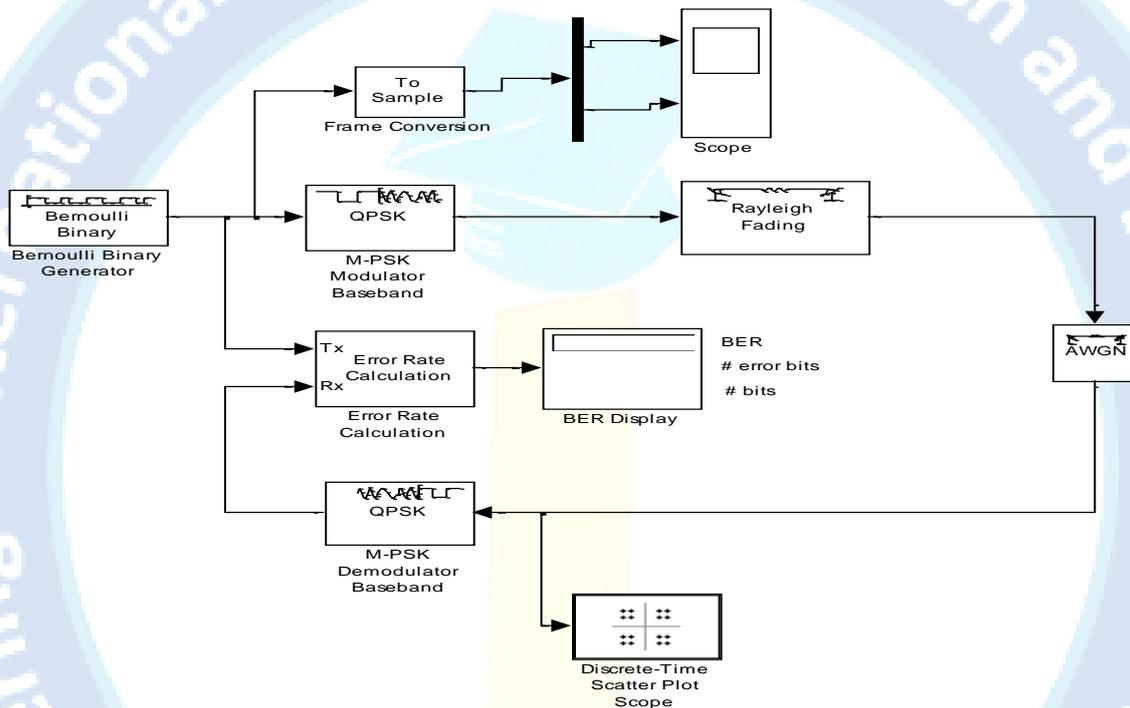 To
Sample
Frame Conversion
Scope
Bernoulli
Binary
Bernoulli Binary
Generator
QPSK
M-PSK
Modulator
Baseband
Rayleigh
Fading
AWGN
Tx
Rx
Error Rate
Calculation
Error Rate
Calculation
BER Display
BER
# error bits
# bits
QPSK
M-PSK
Demodulator
Baseband
Discrete-Time
Scatter Plot
Scope